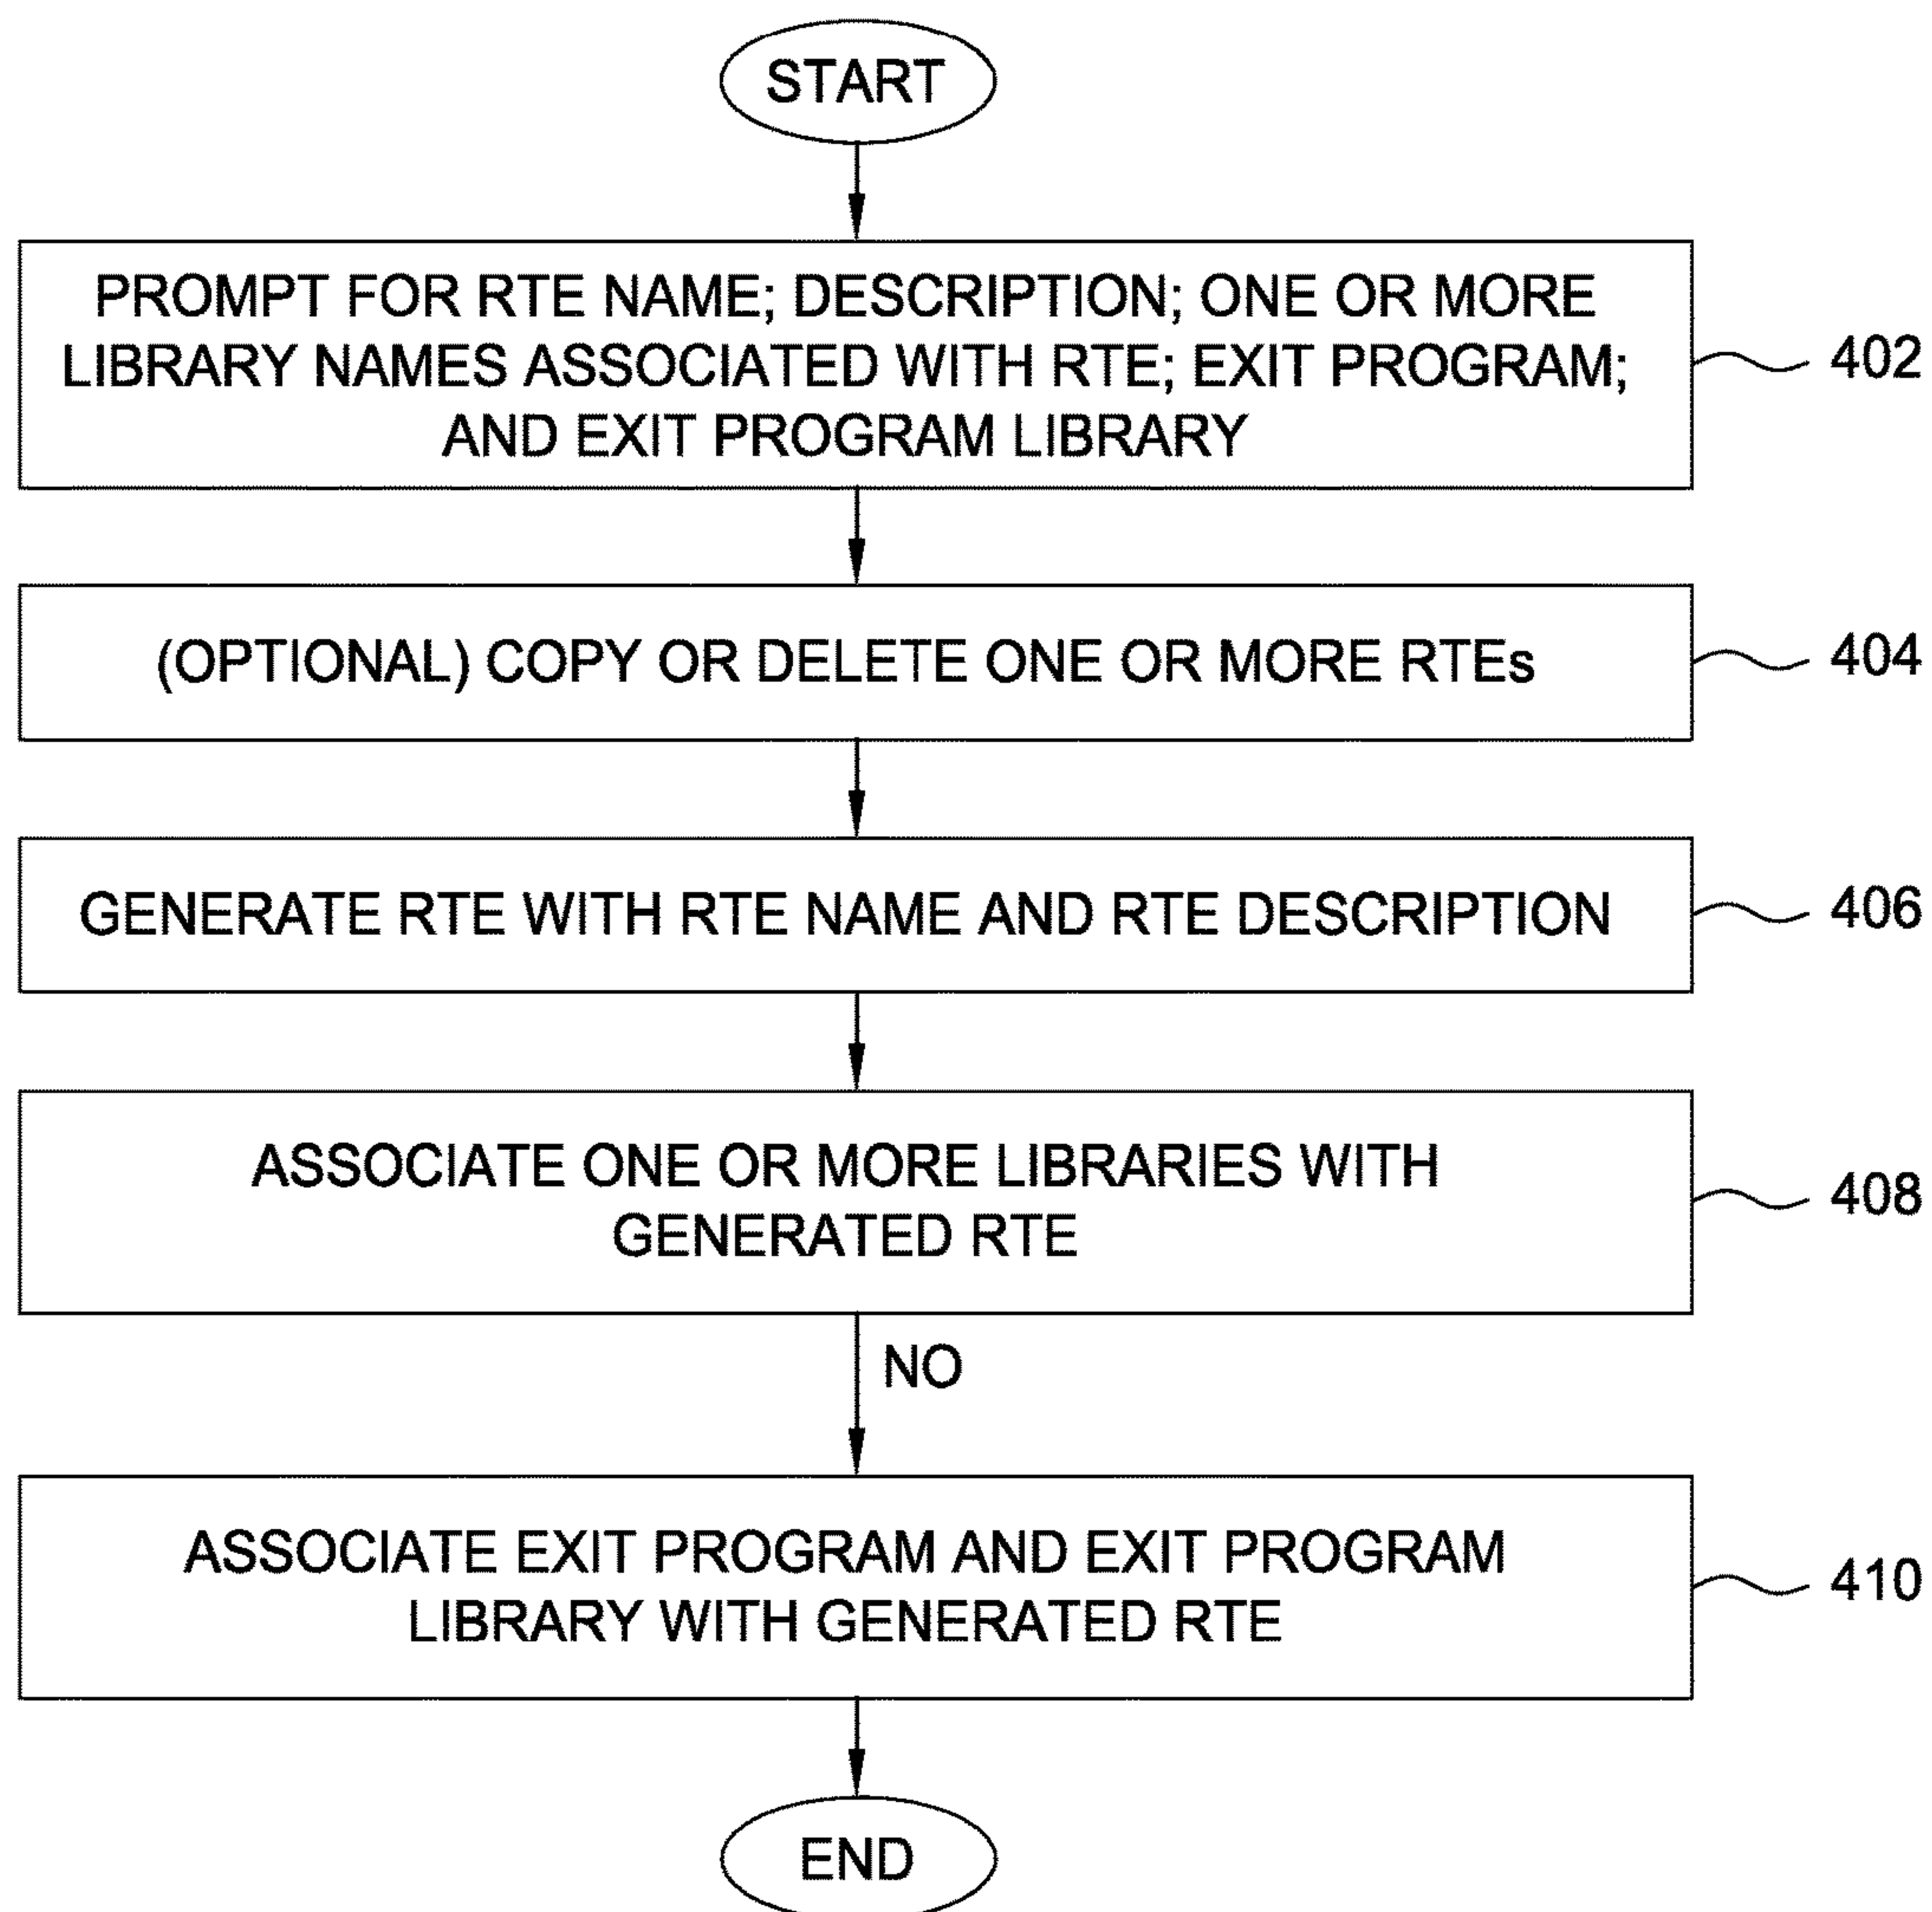 START
PROMPT FOR RTE NAME; DESCRIPTION; ONE OR MORE
LIBRARY NAMES ASSOCIATED WITH RTE; EXIT PROGRAM;
AND EXIT PROGRAM LIBRARY
402
(OPTIONAL) COPY OR DELETE ONE OR MORE RTEs
404
GENERATE RTE WITH RTE NAME AND RTE DESCRIPTION
406
ASSOCIATE ONE OR MORE LIBRARIES WITH
GENERATED RTE
408
NO
ASSOCIATE EXIT PROGRAM AND EXIT PROGRAM
LIBRARY WITH GENERATED RTE
410
END